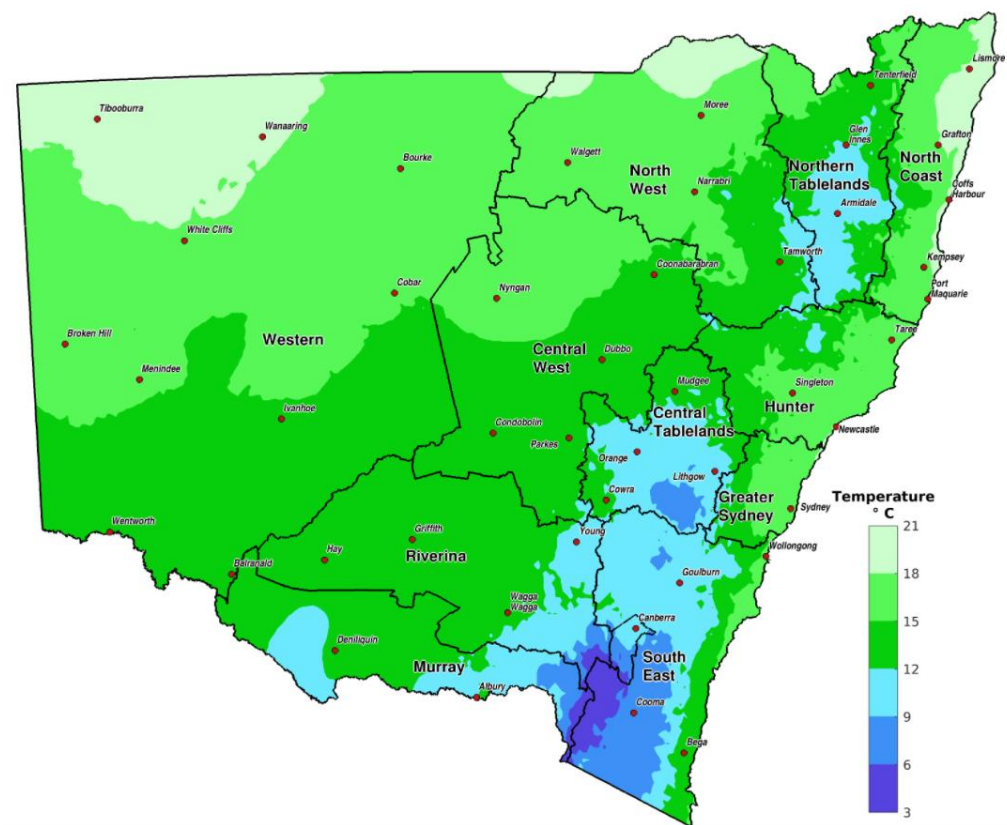 Lismore
Tenterfield
Tibooburra
Moree
Wanaaring
Glen
Innes
Grafton
Bourke
Walgett
North
West
Northern
Tablelands
North
Coast
Narrabri
Coffs
Harbour
Armidale
White Cliffs
Tamworth
Coonabarabran
Kempsey
Port
Maquarie
Cobar
Nyngan
Broken Hill
Western
Taree
Central
West
Dubbo
Menindee
Mudgee
Singleton
Hunter
Ivanhoe
Central
Tablelands
Condobolin
Parkes
Newcastle
Orange
Lithgow
Cowra
Greater
Sydney
Sydney
Temperature
° C
21
18
15
12
9
6
3
Wentworth
Griffith
Young
Wollongong
Hay
Riverina
Balranald
Goulburn
Wagga
Wagga
Canberra
Deniliquin
South
East
Murray
Albury
Cooma
Bega